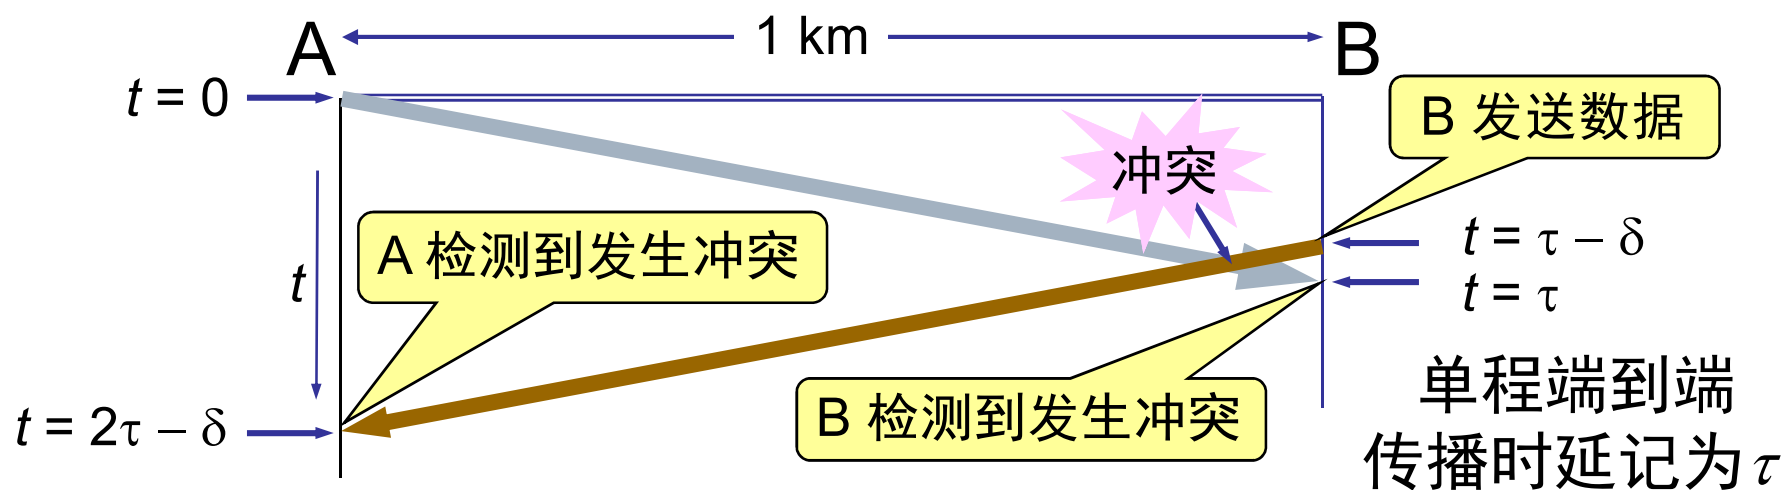 A
1 km
B
t = 0
B 发送数据
冲突
t = τ – δ
A 检测到发生冲突
t
t = τ
单程端到端
传播时延记为τ
B 检测到发生冲突
t = 2τ – δ